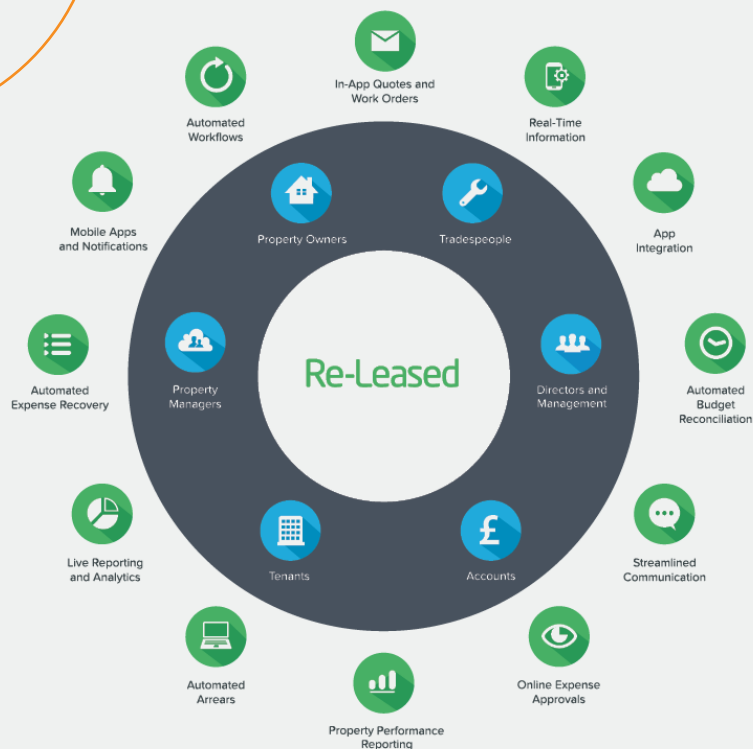 In-App Quotes and
Work Orders
Automated
Workflows
Real-Time
Information
Mobile Apps
and Notifications
Property Owners
Tradespeople
App
Integration
Automated
Expense Recovery
Property
Managers
Re-Leased
Directors and
Management
Automated
Budget
Reconciliation
Live Reporting
and Analytics
Tenants
£
Accounts
Streamlined
Communication
Automated
Arrears
Property Performance
Reporting
Online Expense
Approvals